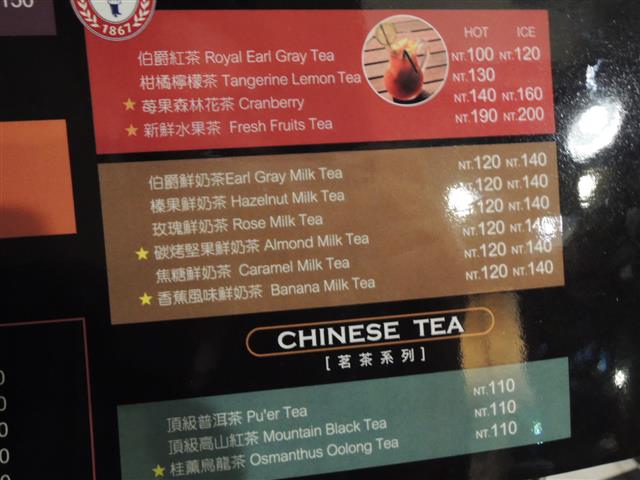 150
1867
HOT ICE
伯爵紅茶 Royal Earl Gray Tea NT.100 NT.120
柑橘檸檬茶 Tangerine Lemon Tea NT.130
★ 莓果森林花茶 Cranberry NT.140 NT.160
★ 新鮮水果茶 Fresh Fruits Tea NT.190 NT.200
伯爵鮮奶茶Earl Gray Milk Tea NT.120 NT.140
榛果鮮奶茶 Hazelnut Milk Tea NT.120 NT.140
玫瑰鮮奶茶 Rose Milk Tea NT.120 NT.140
★ 碳烤堅果鮮奶茶 Almond Milk Tea NT.120 NT.140
焦糖鮮奶茶 Caramel Milk Tea NT.120 NT.140
★ 香蕉風味鮮奶茶 Banana Milk Tea NT.120 NT.140
CHINESE TEA
[茗茶系列]
頂級普洱茶 Pu'er Tea NT.110
頂級高山紅茶 Mountain Black Tea NT.110
★ 桂薰烏龍茶 Osmanthus Oolong Tea NT.110